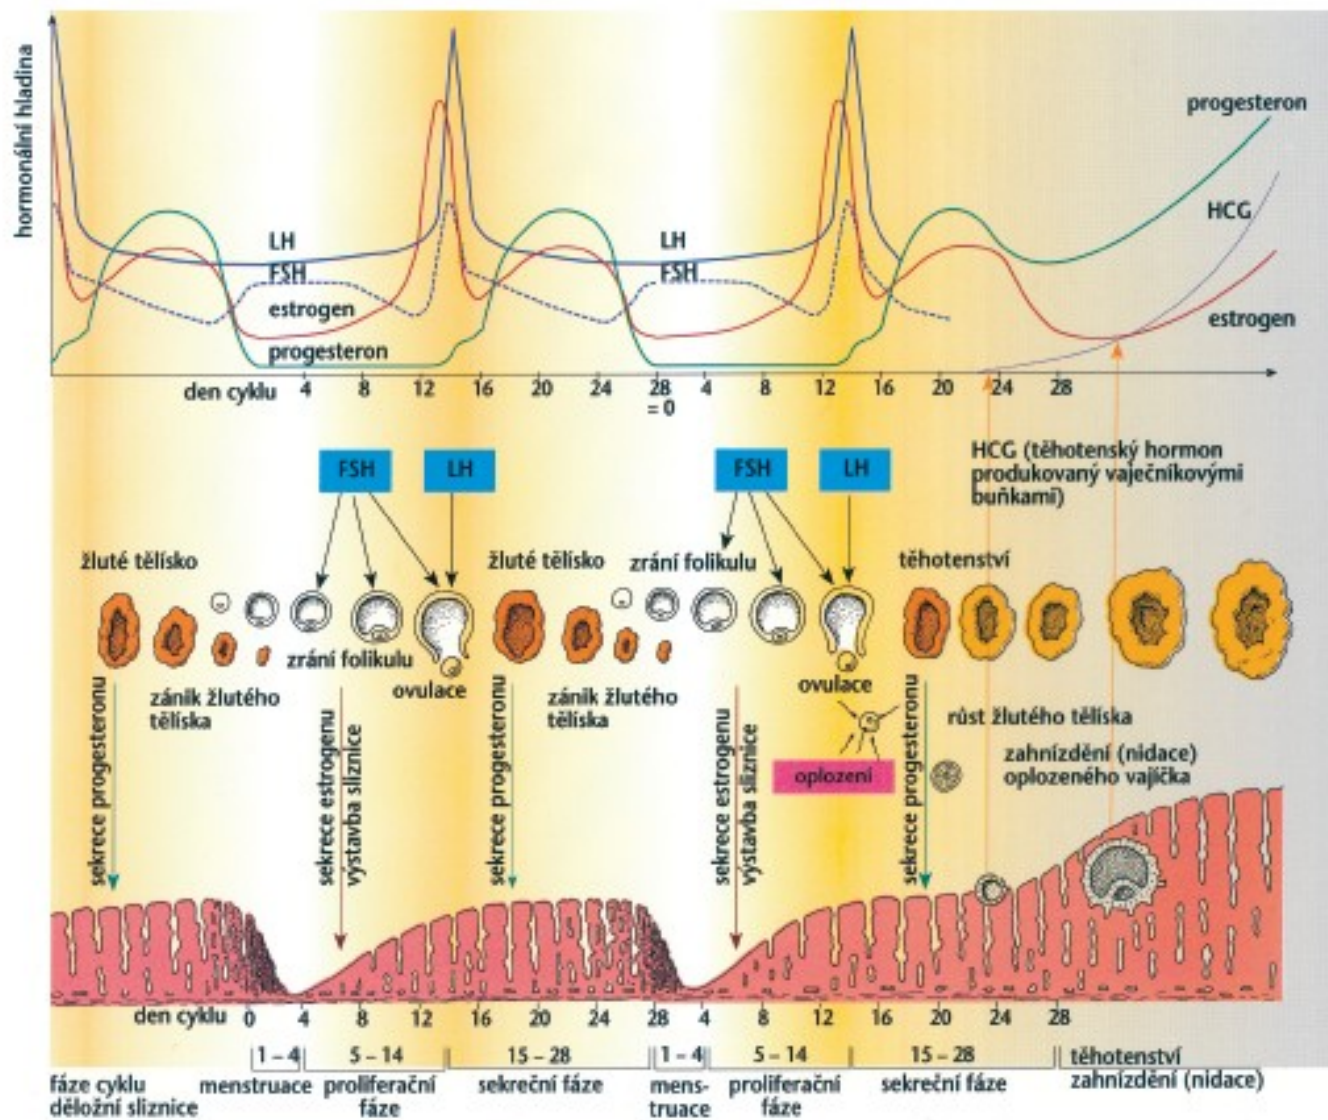 hormonální hladina
progesteron
HCG
LH
LH
FSH
FSH
estrogen
estrogen
progesteron
den cyklu
4 8 12 16 20 24 28 4 8 12 16 20 24 28
= 0
FSH
LH
FSH
LH
HCG (těhotenský hormon
produkovaný vaječníkovými
buňkami)
žluté tělísko
žluté tělísko
zrání folikulu
těhotenství
zrání folikulu
ovulace
ovulace
zánik žlutého
tělíska
zánik žlutého
tělíska
růst žlutého tělíska
zahnízdění (nidace)
oplozeného vajíčka
oplození
sekrece progesteronu
sekrece estrogenu
výstavba sliznice
sekrece progesteronu
sekrece estrogenu
výstavba sliznice
sekrece progesteronu
den cyklu
0 4 8 12 16 20 24 28 4 8 12 16 20 24 28
1 – 4 5 – 14 15 – 28 1 – 4 5 – 14 15 – 28
fáze cyklu
děložní sliznice
menstruace
proliferační
fáze
sekreční fáze
mens-
truace
proliferační
fáze
sekreční fáze
těhotenství
zahnízdění (nidace)